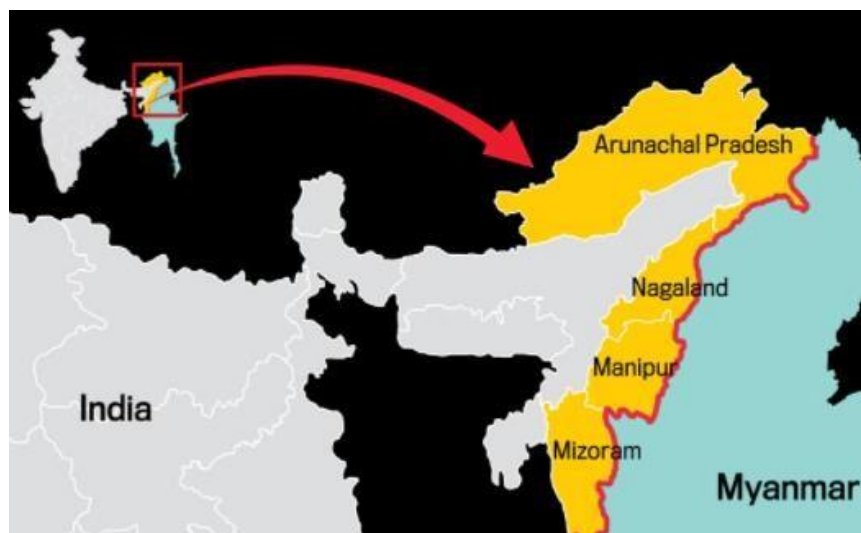 Arunachal Pradesh
Nagaland
Manipur
India
Mizoram
Myanmar